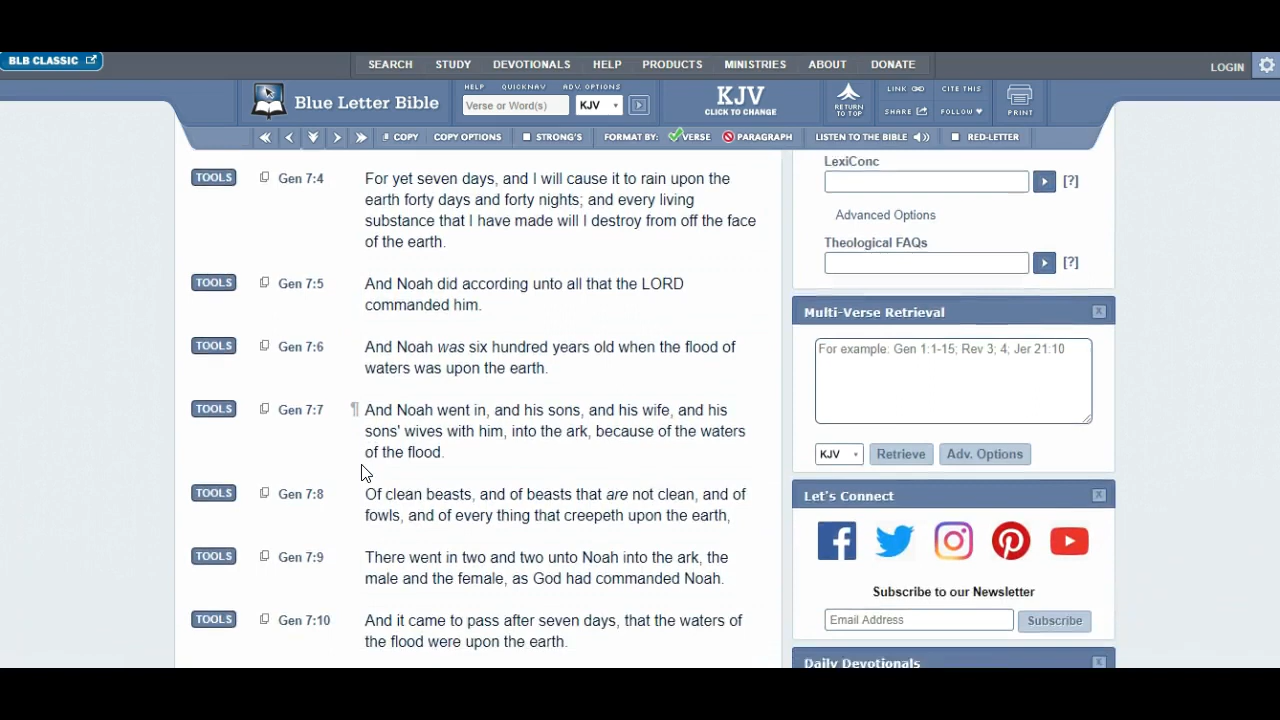 BLB CLASSIC
SEARCH STUDY DEVOTIONALS HELP PRODUCTS MINISTRIES ABOUT DONATE
LOGIN
Blue Letter Bible
HELP QUICKNAV ADV. OPTIONS
Verse or Word(s) KJV
KJV
CLICK TO CHANGE
RETURN
TO TOP
LINK CITE THIS
SHARE FOLLOW
PRINT
COPY COPY OPTIONS STRONG'S FORMAT BY: VERSE PARAGRAPH LISTEN TO THE BIBLE RED-LETTER
TOOLS Gen 7:4 For yet seven days, and I will cause it to rain upon the
earth forty days and forty nights; and every living
substance that I have made will I destroy from off the face
of the earth.
TOOLS Gen 7:5 And Noah did according unto all that the LORD
commanded him.
TOOLS Gen 7:6 And Noah was six hundred years old when the flood of
waters was upon the earth.
TOOLS Gen 7:7 ¶ And Noah went in, and his sons, and his wife, and his
sons' wives with him, into the ark, because of the waters
of the flood.
TOOLS Gen 7:8 Of clean beasts, and of beasts that are not clean, and of
fowls, and of every thing that creepeth upon the earth,
TOOLS Gen 7:9 There went in two and two unto Noah into the ark, the
male and the female, as God had commanded Noah.
TOOLS Gen 7:10 And it came to pass after seven days, that the waters of
the flood were upon the earth.
LexiConc
[?]
Advanced Options
Theological FAQs
[?]
Multi-Verse Retrieval X
For example: Gen 1:1-15; Rev 3; 4; Jer 21:10
KJV Retrieve Adv. Options
Let's Connect X
Subscribe to our Newsletter
Email Address Subscribe
Daily Devotionals X